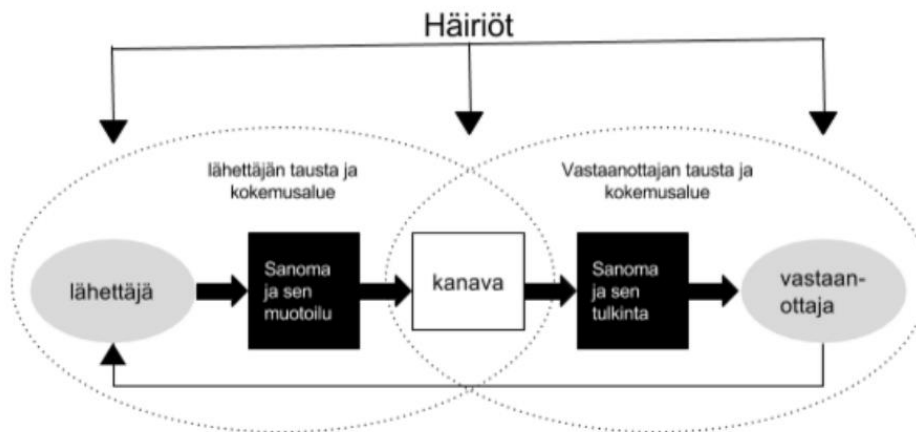 Häiriöt
lähettäjän tausta ja
kokemusalue
Vastaanottajan tausta ja
kokemusalue
lähettäjä
Sanoma
ja sen
muotoilu
kanava
Sanoma
ja sen
tulkinta
vastaan-
ottaja